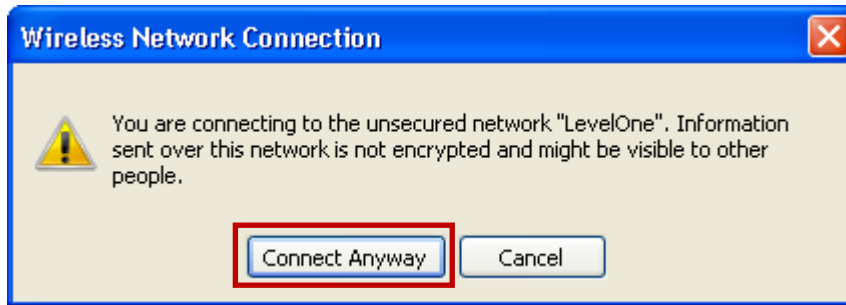 Wireless Network Connection
You are connecting to the unsecured network "LevelOne". Information
sent over this network is not encrypted and might be visible to other
people.
Connect Anyway Cancel